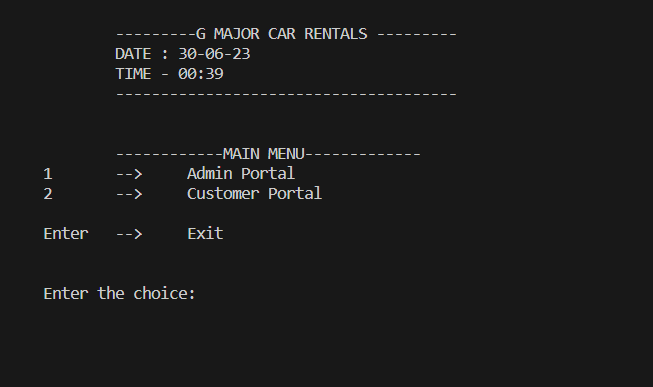 ---------G MAJOR CAR RENTALS ---------
DATE : 30-06-23
TIME - 00:39
--------------------------------------
------------MAIN MENU-------------
1 --> Admin Portal
2 --> Customer Portal
Enter --> Exit
Enter the choice: